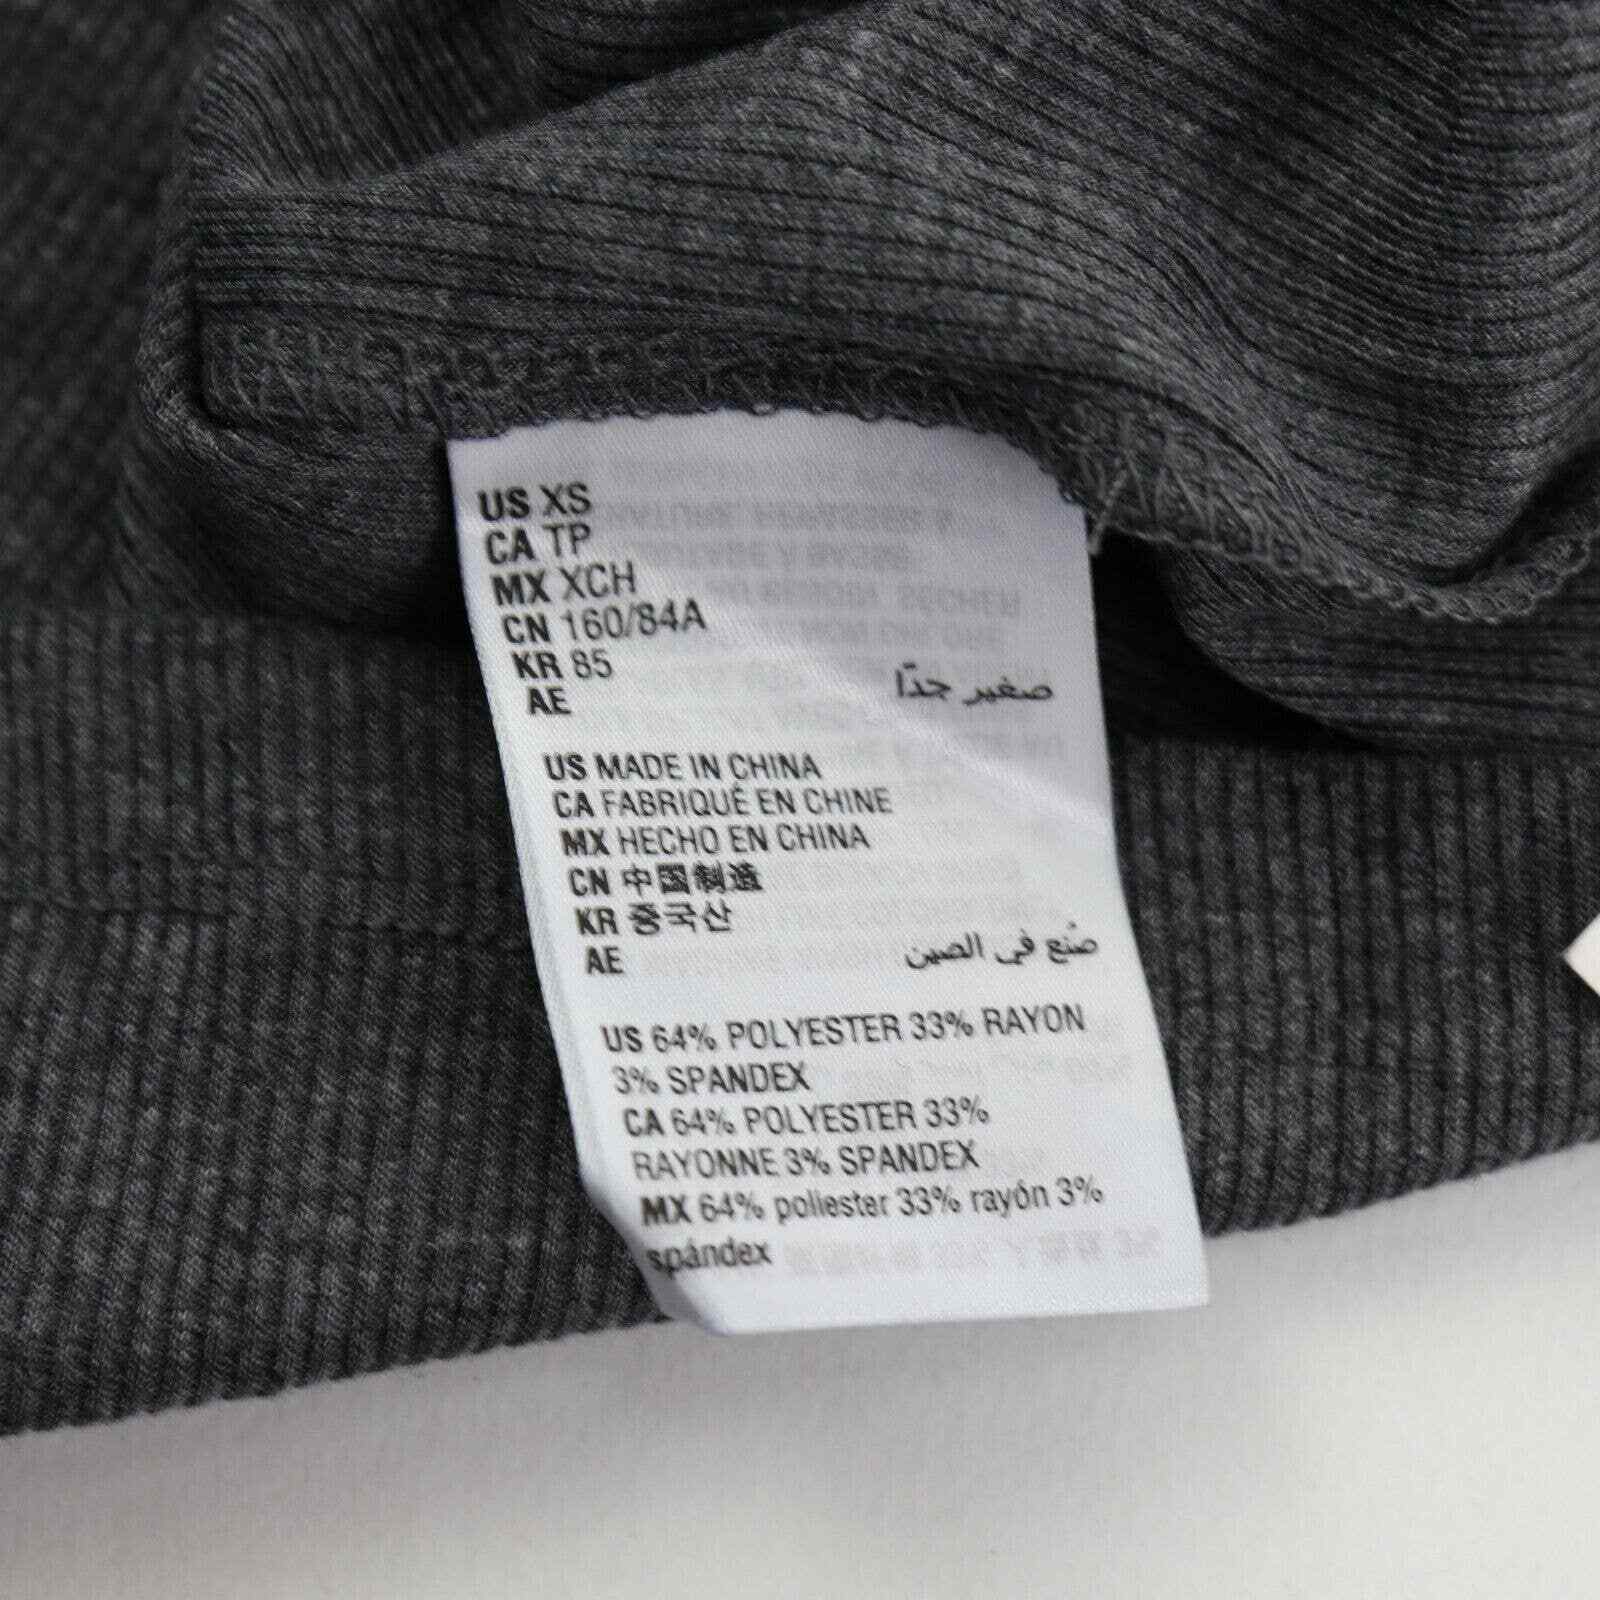 US XS
CA TP
MX XCH
CN 160/84A
KR 85
AE صغير جدًا
US MADE IN CHINA
CA FABRIQUÉ EN CHINE
MX HECHO EN CHINA
CN 中国制造
KR 중국산
AE صُنع في الصين
US 64% POLYESTER 33% RAYON
3% SPANDEX
CA 64% POLYESTER 33%
RAYONNE 3% SPANDEX
MX 64% poliester 33% rayón 3%
spándex